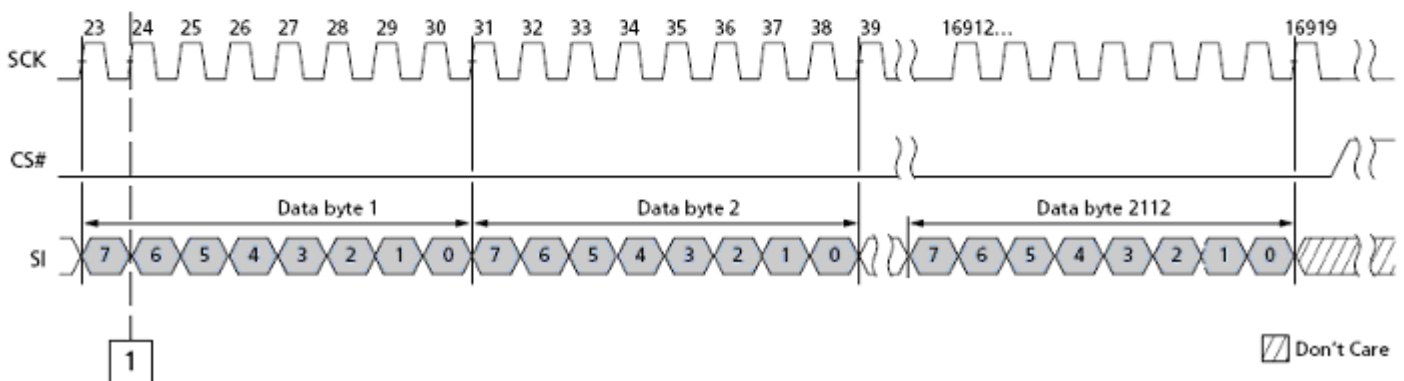 23 24 25 26 27 28 29 30 31 32 33 34 35 36 37 38 39 16912... 16919
SCK
CS#
Data byte 1 Data byte 2 Data byte 2112
SI 7 6 5 4 3 2 1 0 7 6 5 4 3 2 1 0 7 6 5 4 3 2 1 0
1 Don't Care